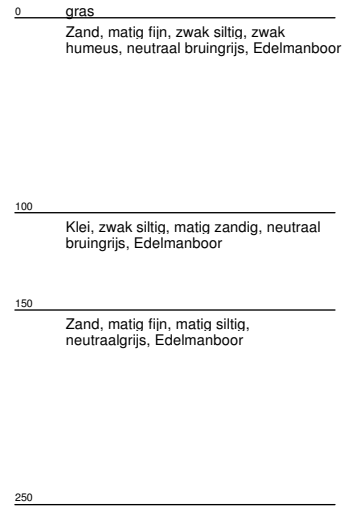 0 gras
Zand, matig fijn, zwak siltig, zwak
humeus, neutraal bruingrijs, Edelmanboor
100
Klei, zwak siltig, matig zandig, neutraal
bruingrijs, Edelmanboor
150
Zand, matig fijn, matig siltig,
neutraalgrijs, Edelmanboor
250